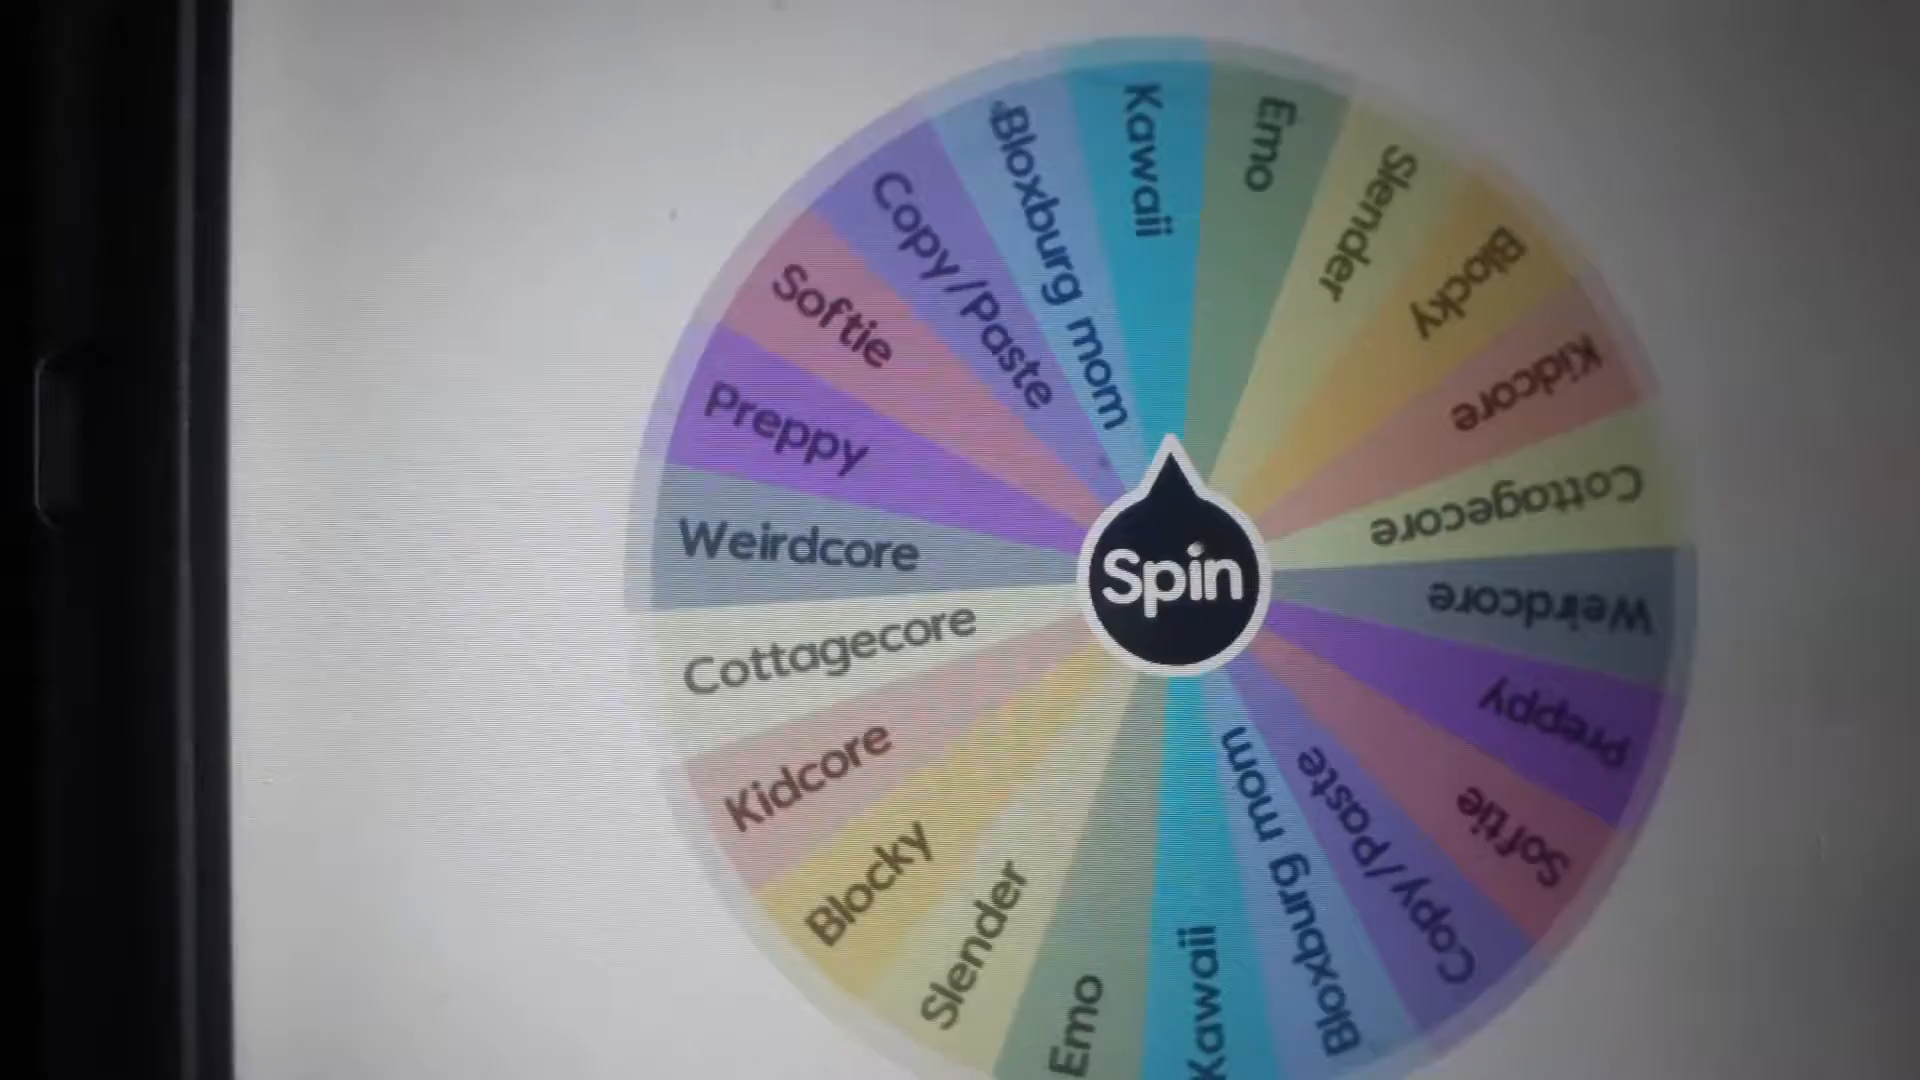 Kawaii
Emo
Slender
Blocky
Kidcore
Cottagecore
Weirdcore
Preppy
Softie
Copy/Paste
Bloxburg mom
Kawaii
Emo
Slender
Blocky
Kidcore
Cottagecore
Weirdcore
Preppy
Softie
Copy/Paste
Bloxburg mom
Spin